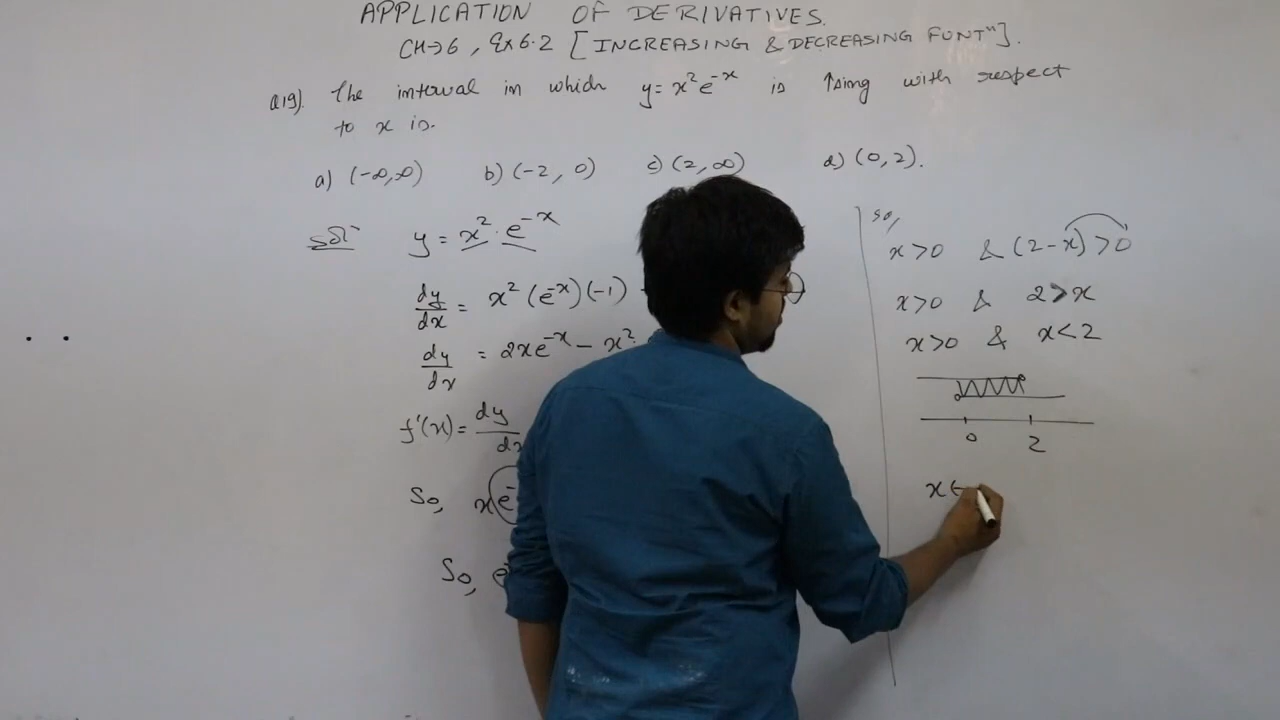 APPLICATION OF DERIVATIVES.
CH→6, Ex 6.2 [INCREASING & DECREASING FUNTⁿ].
Q19). The interval in which y = x²e⁻ˣ is ↑sing with respect
to x is.
a) (-∞,∞) b) (-2, 0) c) (2, ∞) d) (0, 2).
Solⁿ y = x² · e⁻ˣ
dy/dx = x² (e⁻ˣ)(-1)
dy/dx = 2xe⁻ˣ - x²
f'(x) = dy/dx
So, x e⁻
So, e
So,
x>0 & (2-x) >0
x>0 & 2>x
x>0 & x<2
0 2
x ∈